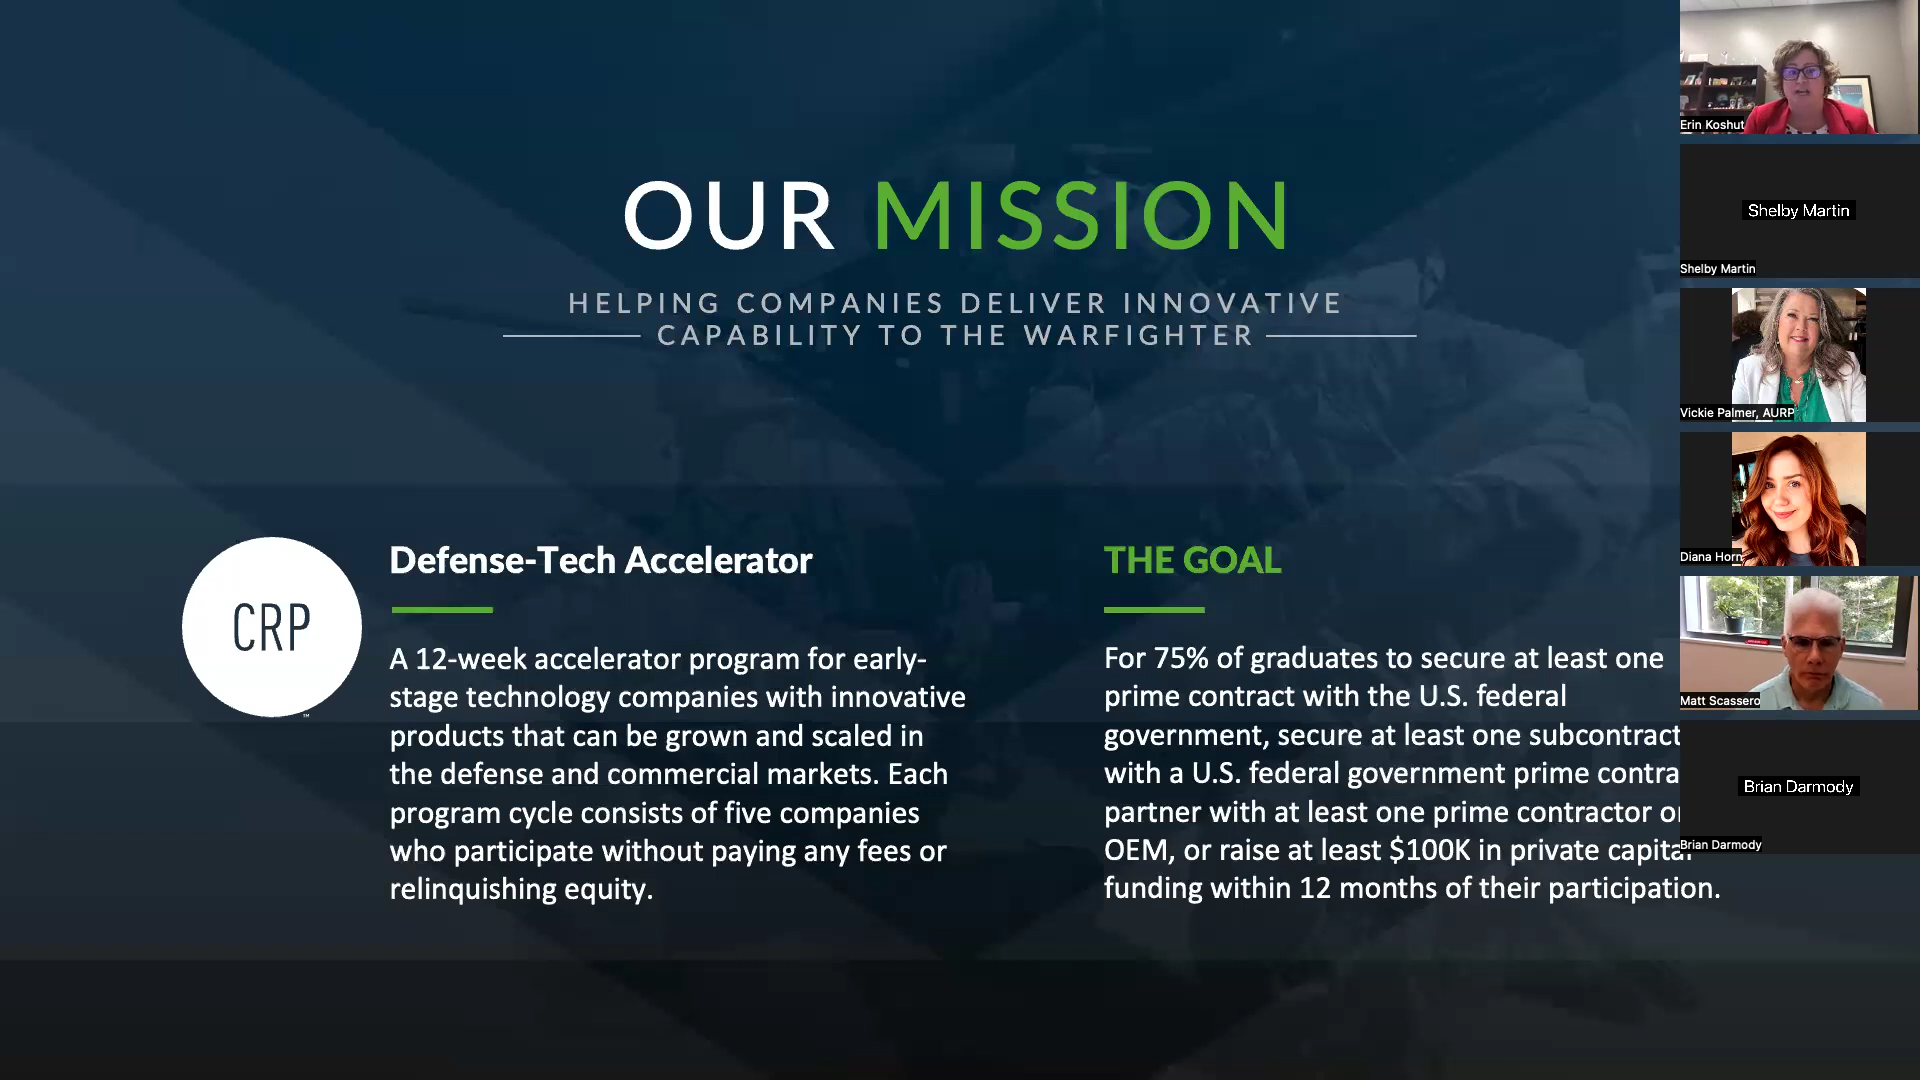 OUR MISSION
HELPING COMPANIES DELIVER INNOVATIVE
CAPABILITY TO THE WARFIGHTER
CRP
Defense-Tech Accelerator
A 12-week accelerator program for early-
stage technology companies with innovative
products that can be grown and scaled in
the defense and commercial markets. Each
program cycle consists of five companies
who participate without paying any fees or
relinquishing equity.
THE GOAL
For 75% of graduates to secure at least one
prime contract with the U.S. federal
government, secure at least one subcontract
with a U.S. federal government prime contra
partner with at least one prime contractor or
OEM, or raise at least $100K in private capital
funding within 12 months of their participation.
Erin Koshut
Shelby Martin
Shelby Martin
Vickie Palmer, AURP
Diana Horn
Matt Scassero
Brian Darmody
Brian Darmody